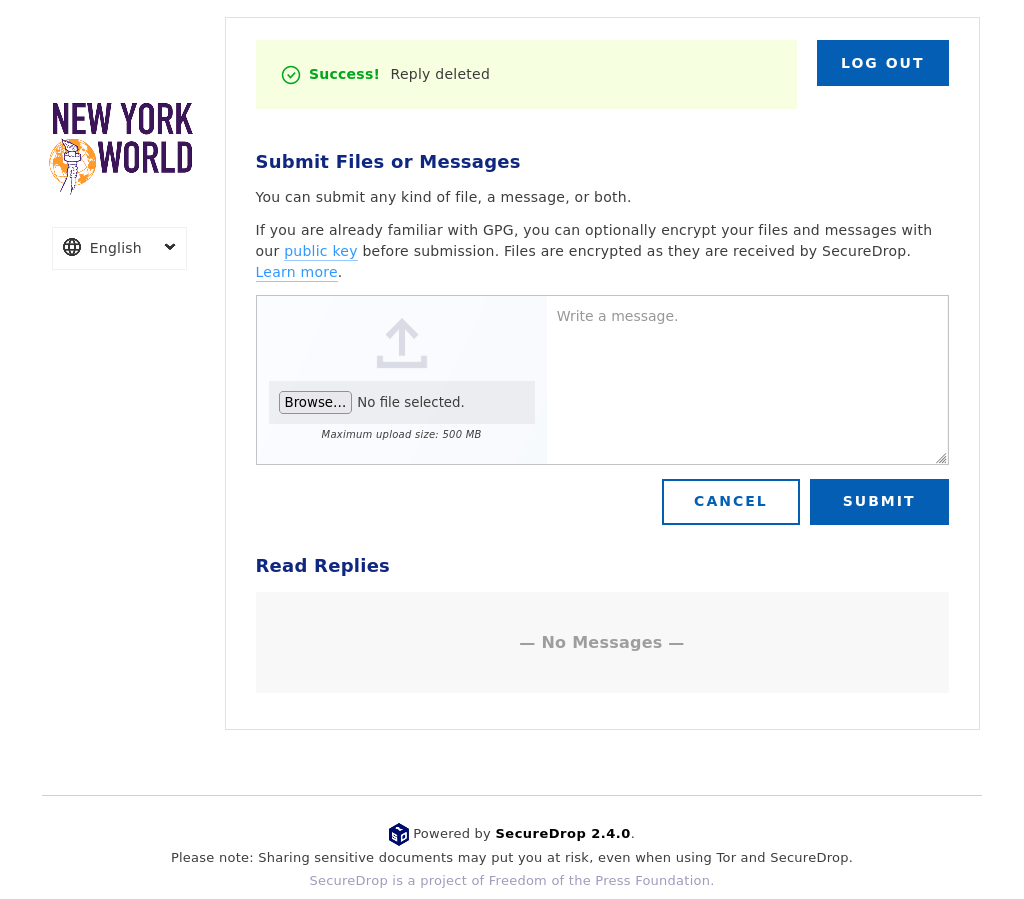 Success! Reply deleted
LOG OUT
NEW YORK
WORLD
English
Submit Files or Messages
You can submit any kind of file, a message, or both.
If you are already familiar with GPG, you can optionally encrypt your files and messages with
our public key before submission. Files are encrypted as they are received by SecureDrop.
Learn more.
Write a message.
Browse... No file selected.
Maximum upload size: 500 MB
CANCEL
SUBMIT
Read Replies
— No Messages —
Powered by SecureDrop 2.4.0.
Please note: Sharing sensitive documents may put you at risk, even when using Tor and SecureDrop.
SecureDrop is a project of Freedom of the Press Foundation.